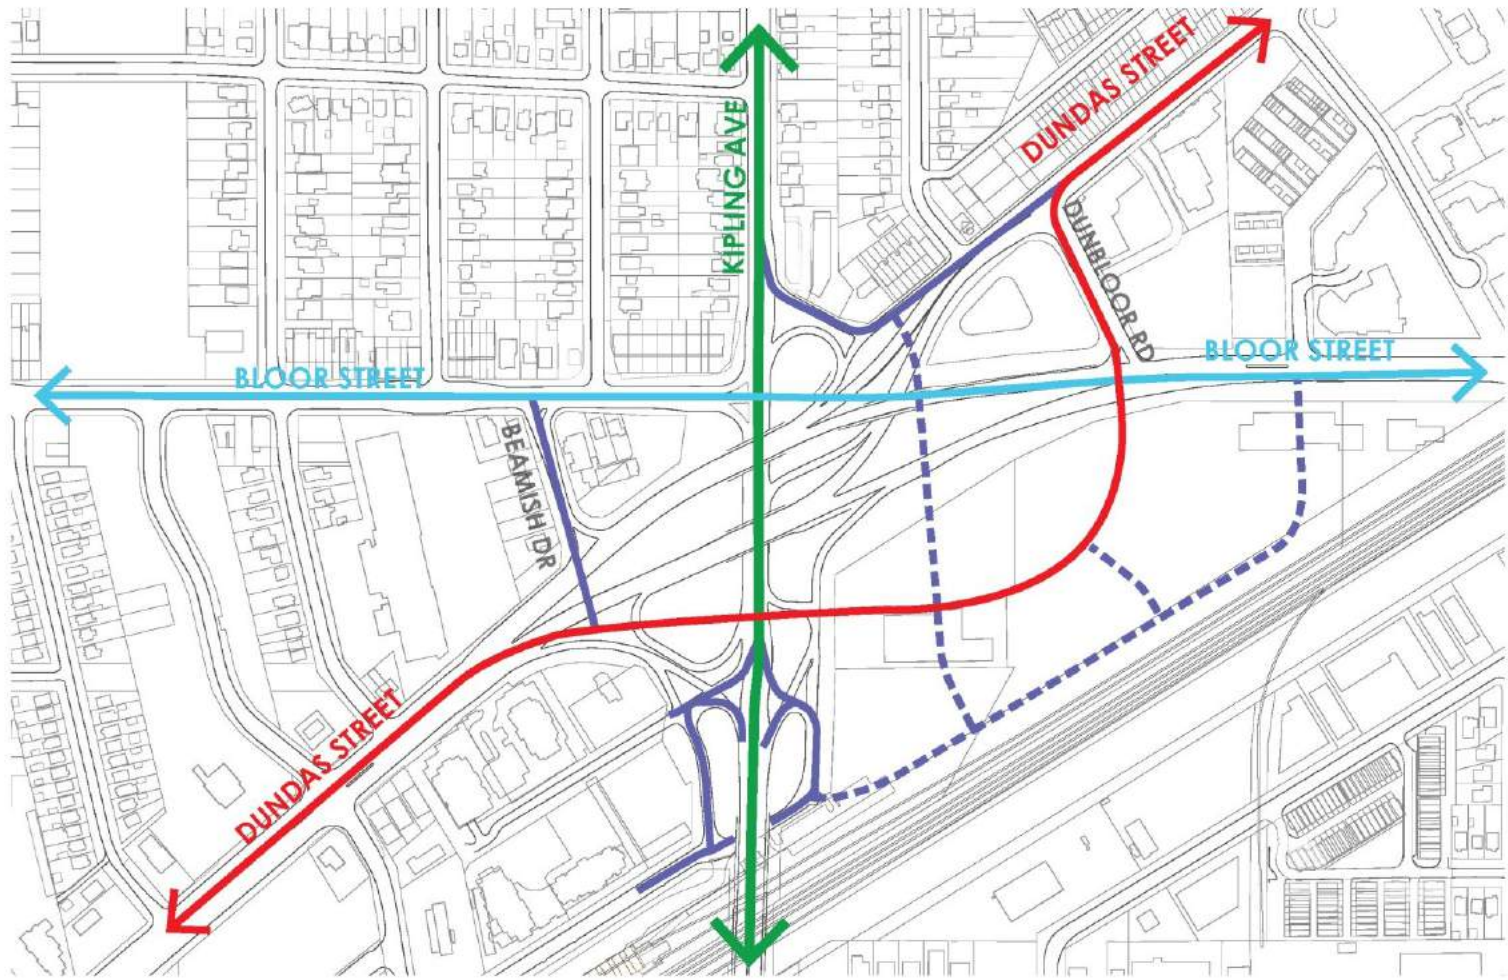 DUNDAS STREET
KIPLING AVE
DUNBLOOR RD
BLOOR STREET
BLOOR STREET
BEAMISH DR
DUNDAS STREET